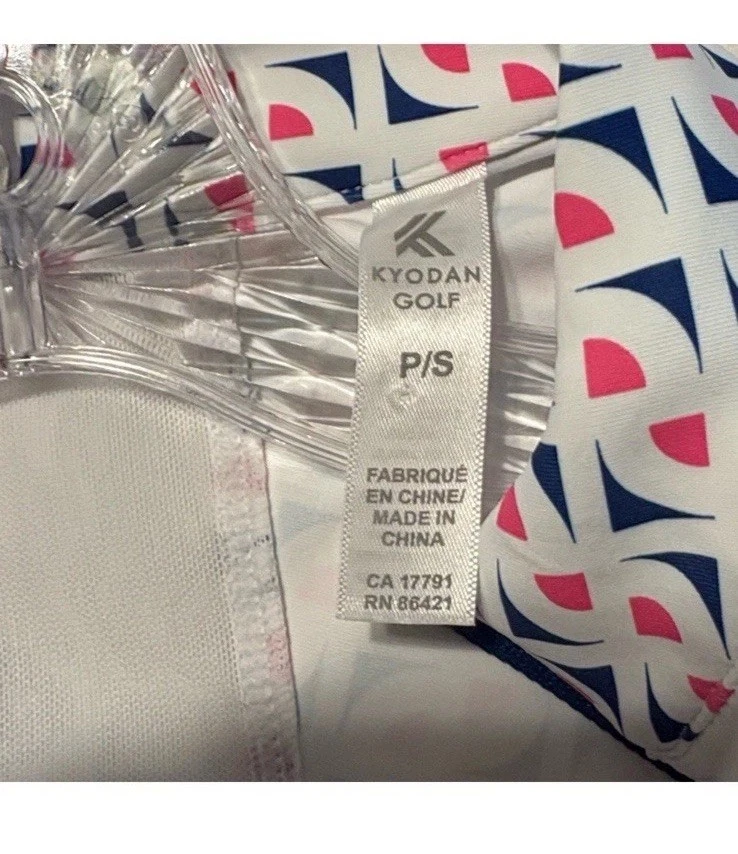 KYODAN
GOLF
P/S
FABRIQUÉ
EN CHINE/
MADE IN
CHINA
CA 17791
RN 86421